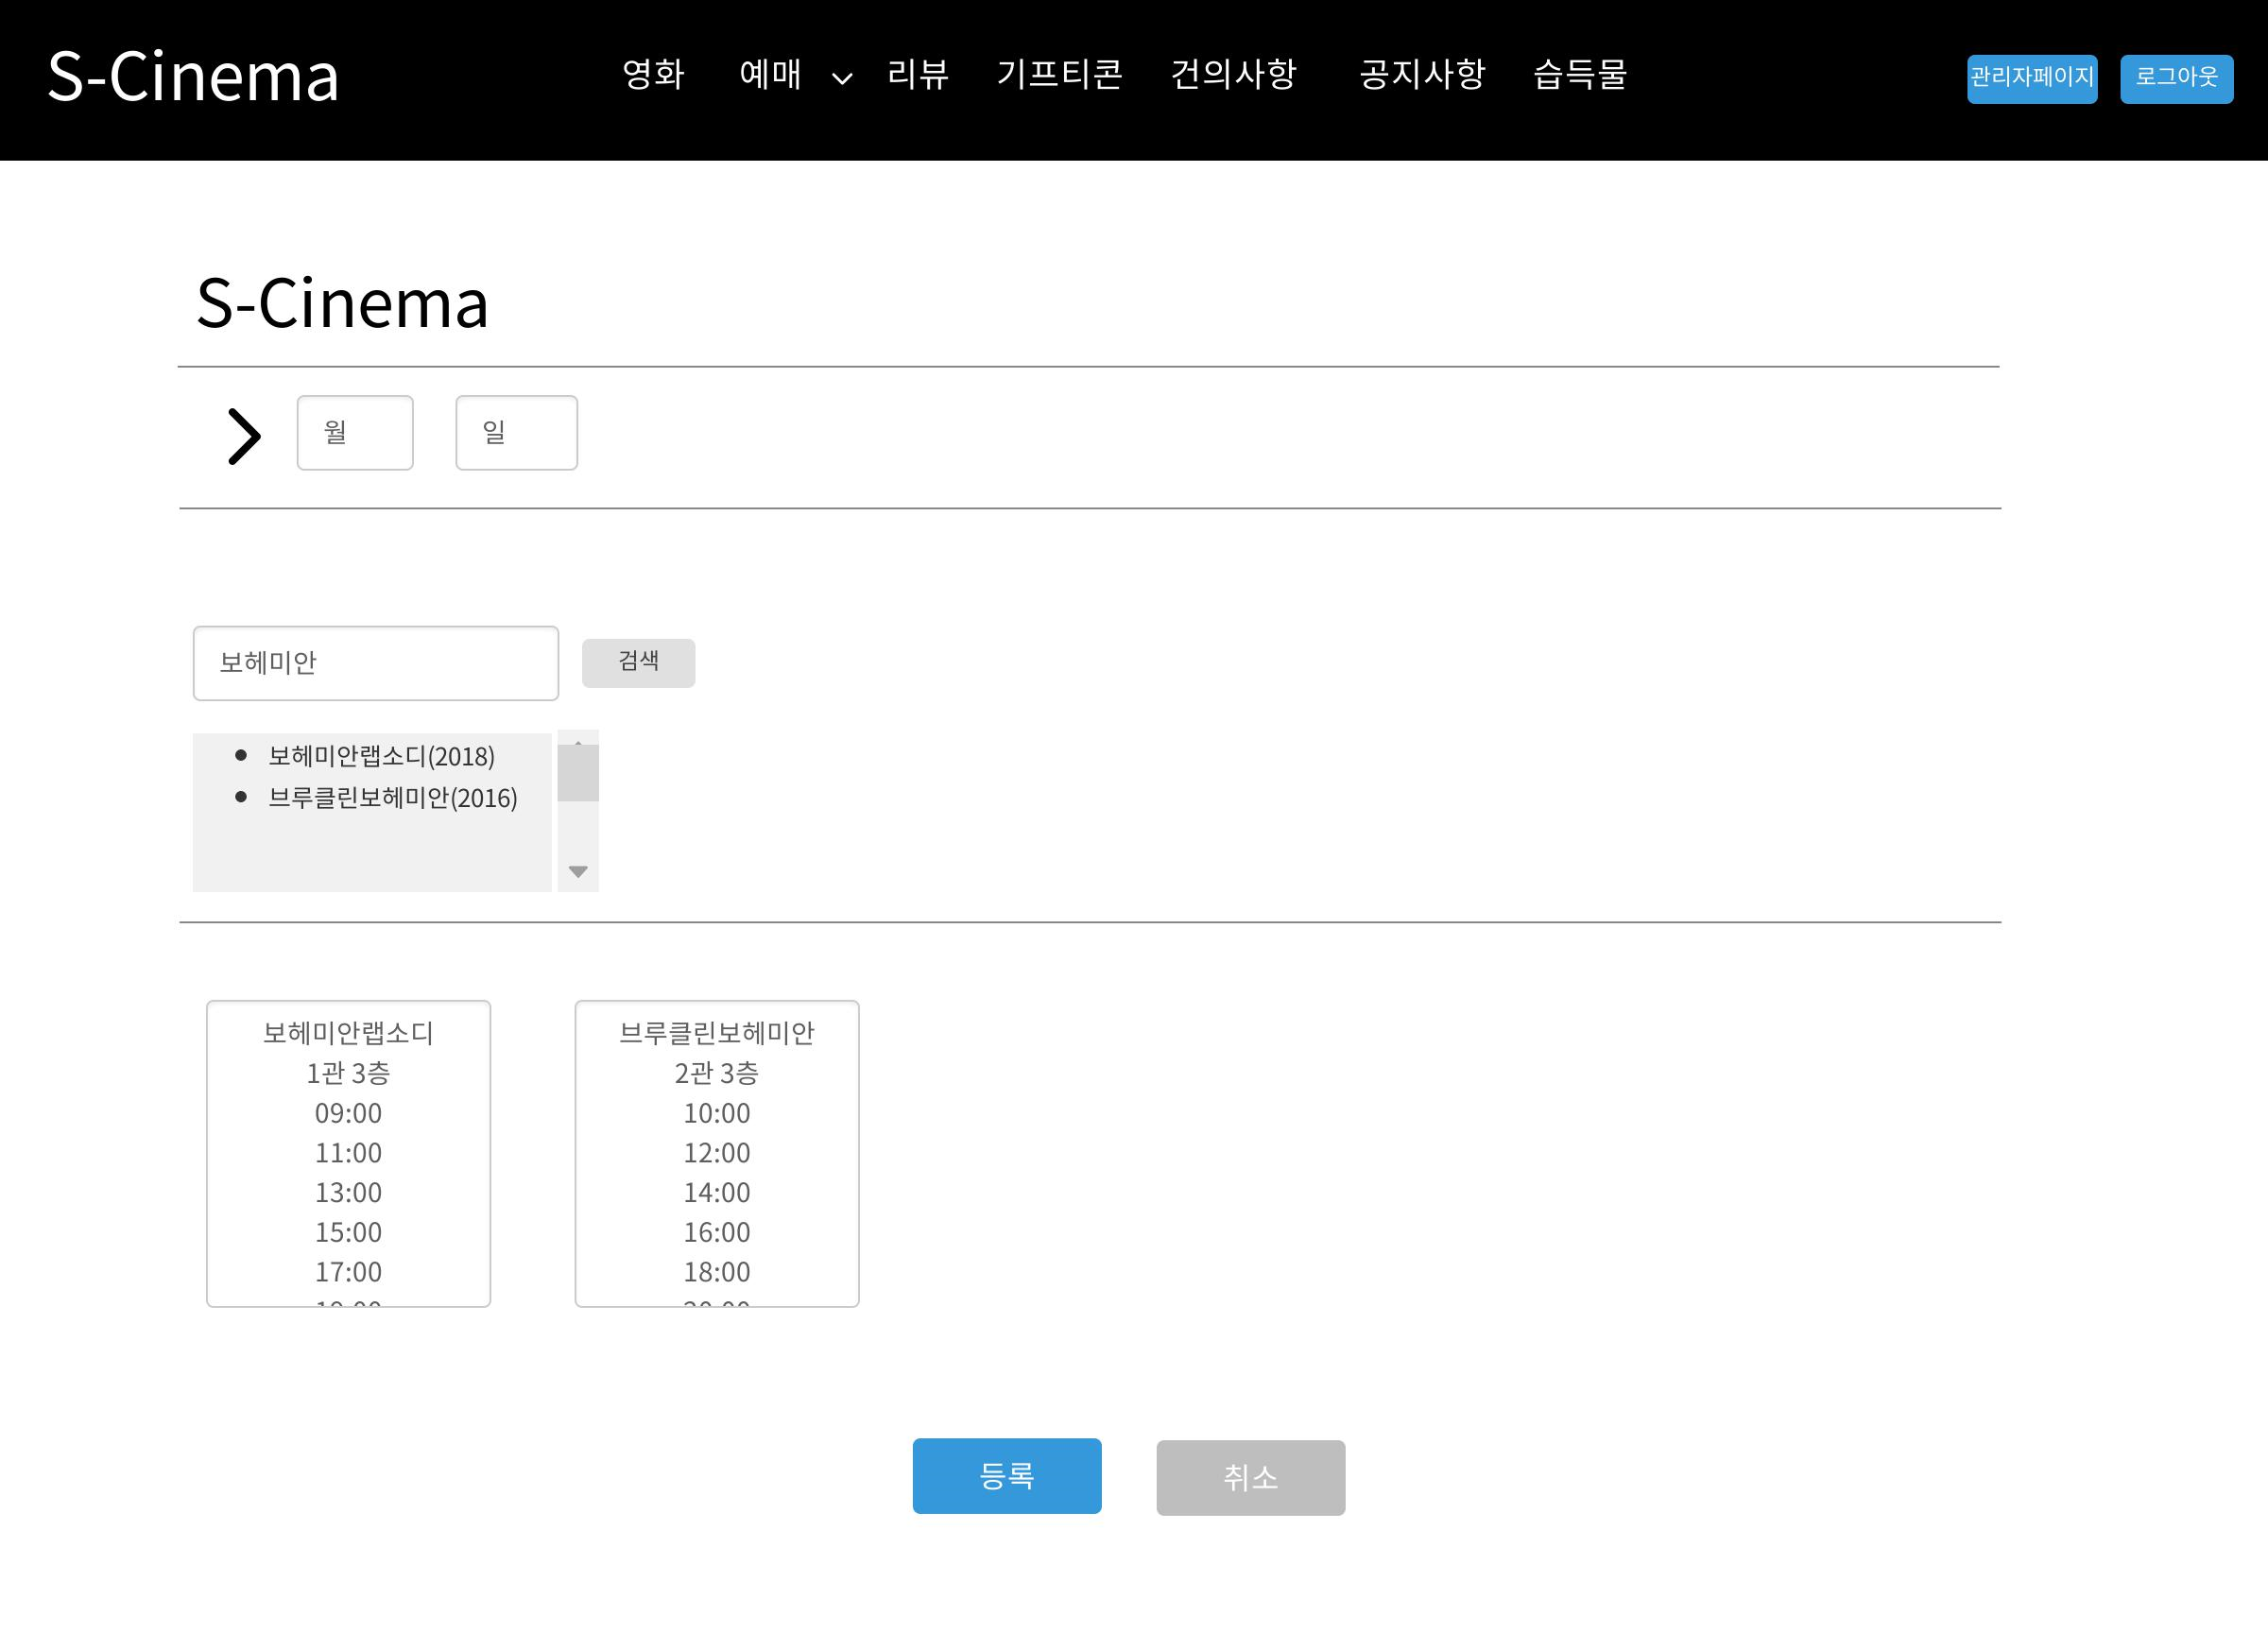 S-Cinema
영화 예매 리뷰 기프티콘 건의사항 공지사항 습득물
관리자페이지 로그아웃
S-Cinema
월 일
보헤미안 검색
보헤미안랩소디(2018)
브루클린보헤미안(2016)
보헤미안랩소디
1관 3층
09:00
11:00
13:00
15:00
17:00
브루클린보헤미안
2관 3층
10:00
12:00
14:00
16:00
18:00
등록 취소